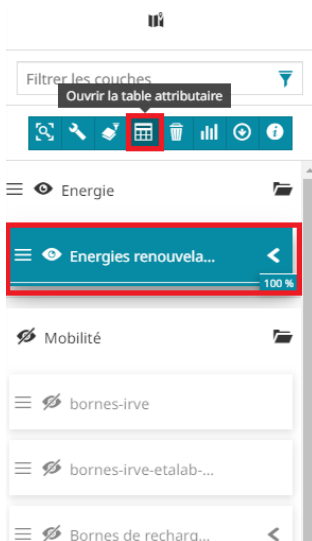 Filtrer les couches
Ouvrir la table attributaire
Energie
Energies renouvela...
100 %
Mobilité
bornes-irve
bornes-irve-etalab-...
Bornes de recharg...